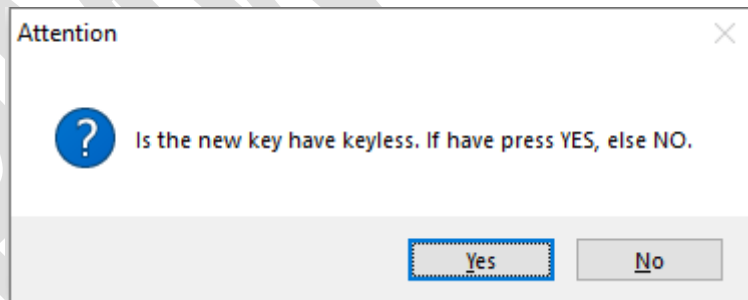 Attention
Is the new key have keyless. If have press YES, else NO.
Yes
No